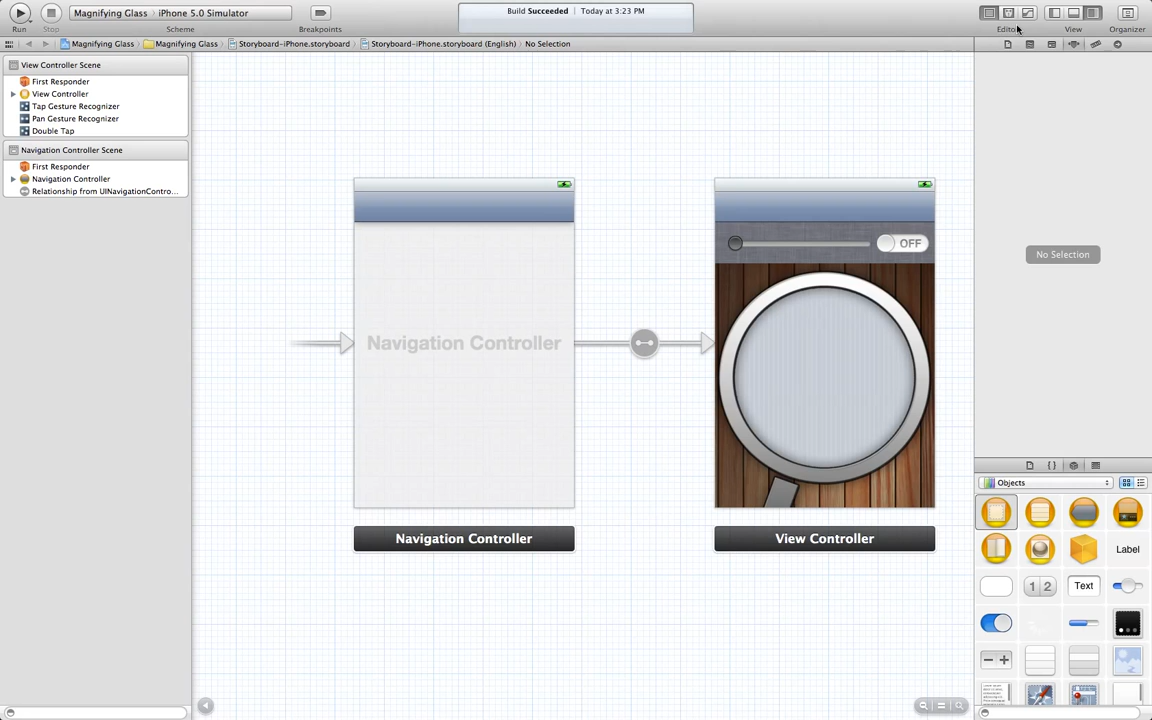 Magnifying Glass
iPhone 5.0 Simulator
Build Succeeded
Today at 3:23 PM
Run
Stop
Scheme
Breakpoints
Editor
View
Organizer
Magnifying Glass
Magnifying Glass
Storyboard-iPhone.storyboard
Storyboard-iPhone.storyboard (English)
No Selection
View Controller Scene
First Responder
View Controller
Tap Gesture Recognizer
Pan Gesture Recognizer
Double Tap
Navigation Controller Scene
First Responder
Navigation Controller
Relationship from UINavigationContro...
Navigation Controller
Navigation Controller
OFF
View Controller
No Selection
Objects
Label
1 2
Text